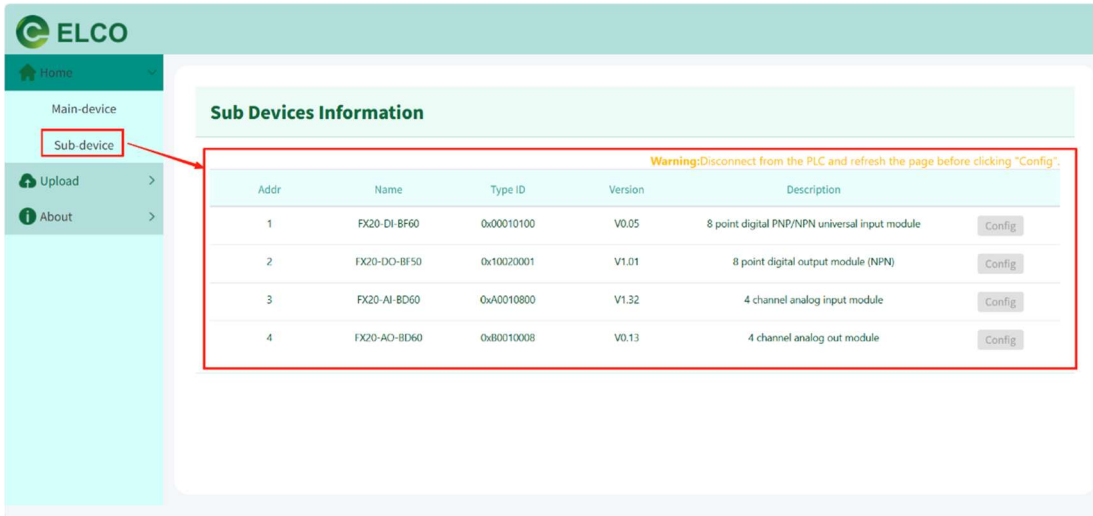 ELCO
Home
Main-device
Sub-device
Upload
About
Sub Devices Information
Warning:Disconnect from the PLC and refresh the page before clicking "Config".
Addr Name Type ID Version Description
1 FX20-DI-BF60 0x00010100 V0.05 8 point digital PNP/NPN universal input module Config
2 FX20-DO-BF50 0x10020001 V1.01 8 point digital output module (NPN) Config
3 FX20-AI-BD60 0xA0010800 V1.32 4 channel analog input module Config
4 FX20-AO-BD60 0xB0010008 V0.13 4 channel analog out module Config